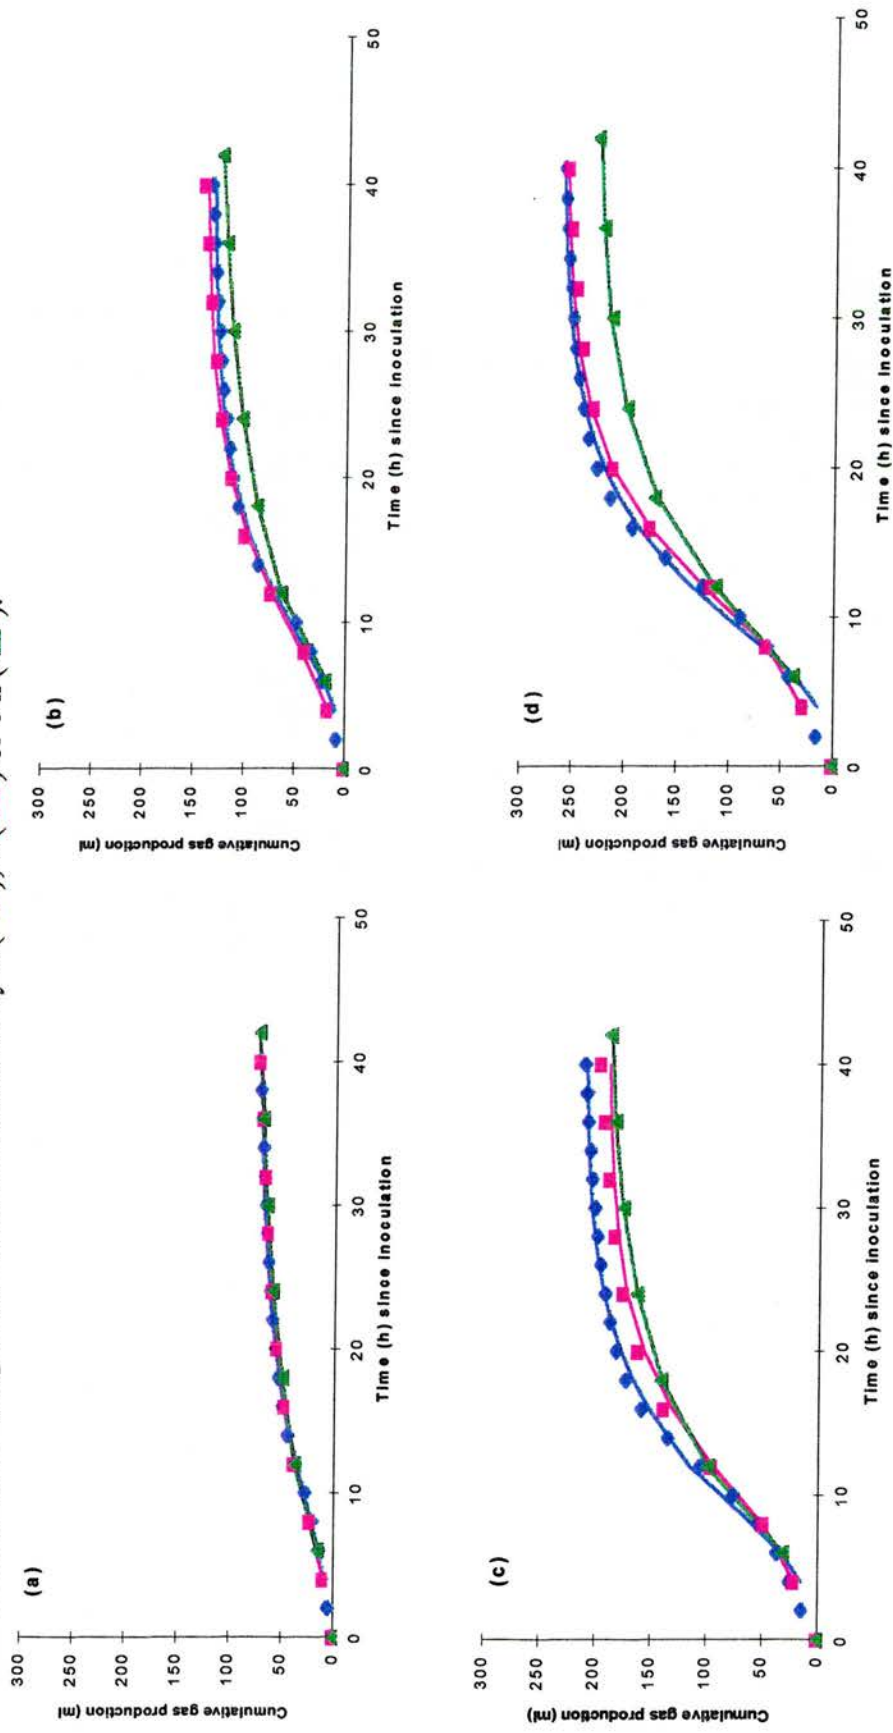 (a)
300
250
200
150
100
50
0
Cumulative gas production (ml
0 10 20 30 40 50
Time (h) since inoculation
(b)
300
250
200
150
100
50
0
Cumulative gas production (ml
0 10 20 30 40 50
Time (h) since inoculation
(c)
300
250
200
150
100
50
0
Cumulative gas production (ml)
0 10 20 30 40 50
Time (h) since inoculation
(d)
300
250
200
150
100
50
0
Cumulative gas production (ml
0 10 20 30 40 50
Time (h) since inoculation